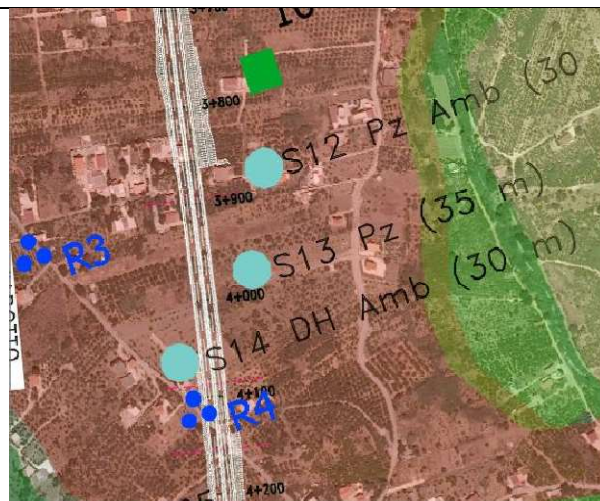 3+800
S12 Pz Amb (30
3+900
S13 Pz (35 m)
R3
4+000
S14 DH Amb (30 m)
4+100
R4
4+200